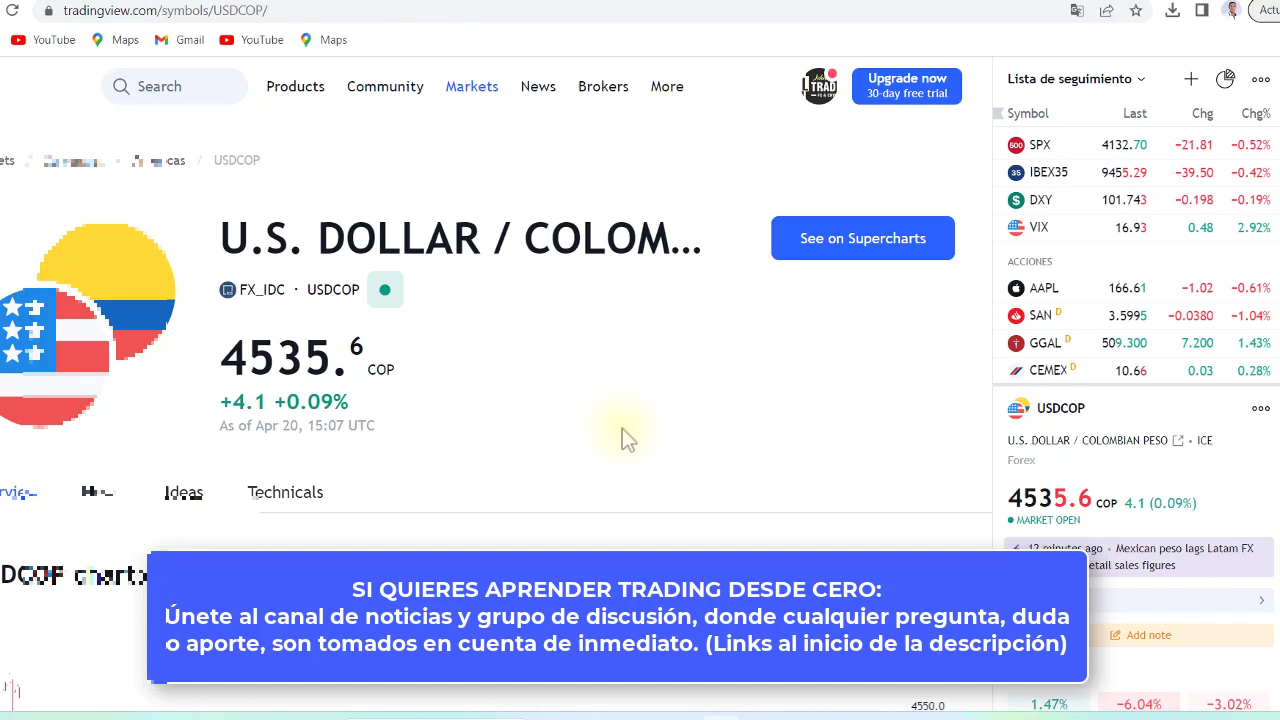 tradingview.com/symbols/USDCOP/
Actu
YouTube Maps Gmail YouTube Maps
Search Products Community Markets News Brokers More
Upgrade now
30-day free trial
ets / USDCOP
U.S. DOLLAR / COLOM...
See on Supercharts
FX_IDC · USDCOP
4535.6 COP
+4.1 +0.09%
As of Apr 20, 15:07 UTC
Ideas Technicals
SI QUIERES APRENDER TRADING DESDE CERO:
Únete al canal de noticias y grupo de discusión, donde cualquier pregunta, duda
o aporte, son tomados en cuenta de inmediato. (Links al inicio de la descripción)
4550.0
Lista de seguimiento
Symbol Last Chg Chg%
SPX 4132.70 −21.81 −0.52%
IBEX35 9455.29 −39.50 −0.42%
DXY 101.743 −0.198 −0.19%
VIX 16.93 0.48 2.92%
ACCIONES
AAPL 166.61 −1.02 −0.61%
SAN D 3.5995 −0.0380 −1.04%
GGAL D 509.300 7.200 1.43%
CEMEX D 10.66 0.03 0.28%
USDCOP
U.S. DOLLAR / COLOMBIAN PESO • ICE
Forex
4535.6 COP 4.1 (0.09%)
MARKET OPEN
12 minutes ago • Mexican peso lags Latam FX
etail sales figures
Add note
1.47% −6.04% −3.02%